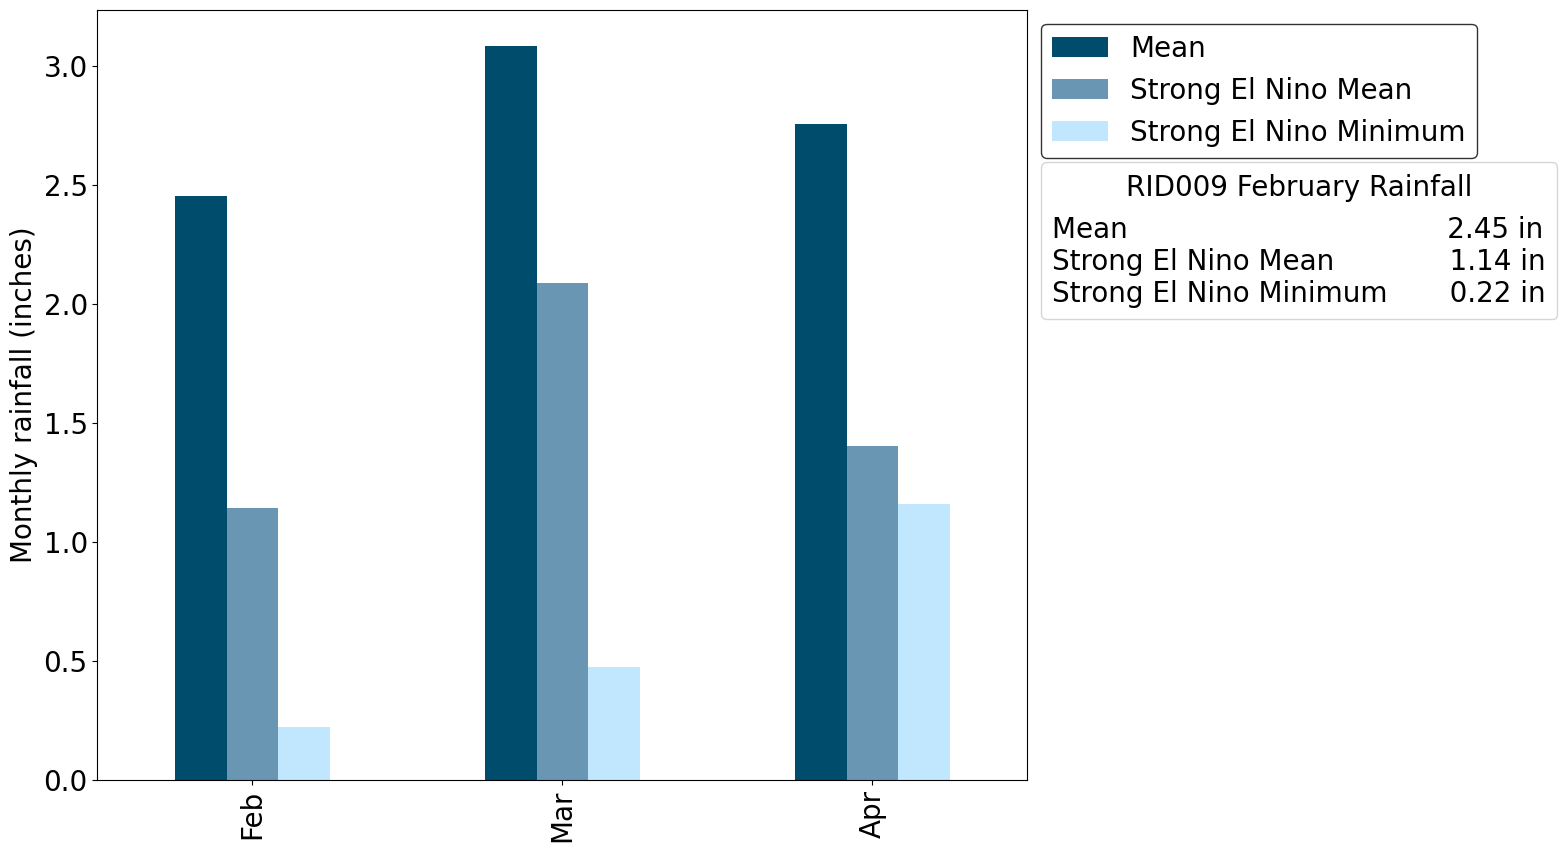 Monthly rainfall (inches)
3.0
2.5
2.0
1.5
1.0
0.5
0.0
Feb
Mar
Apr
Mean
Strong El Nino Mean
Strong El Nino Minimum
RID009 February Rainfall
Mean 2.45 in
Strong El Nino Mean 1.14 in
Strong El Nino Minimum 0.22 in